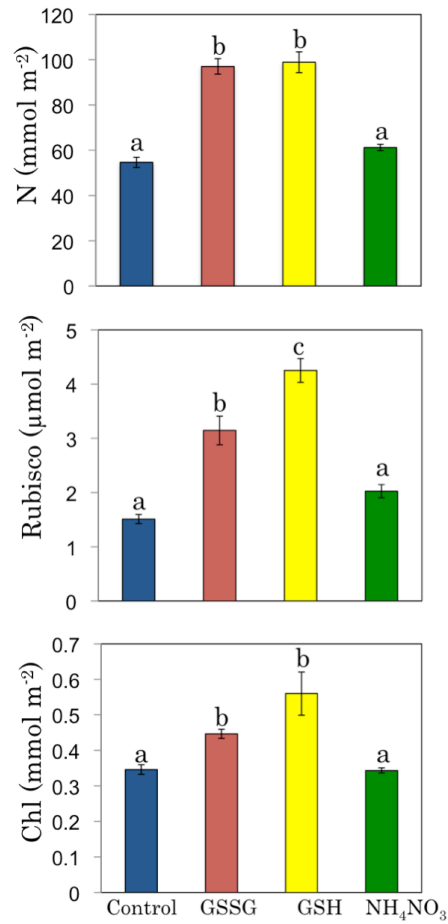 120
100
80
60
40
20
0
N (mmol m⁻²)
a
b
b
a
5
4
3
2
1
0
Rubisco (µmol m⁻²)
a
b
c
a
0.7
0.6
0.5
0.4
0.3
0.2
0.1
0
Chl (mmol m⁻²)
a
b
b
a
Control GSSG GSH NH₄NO₃